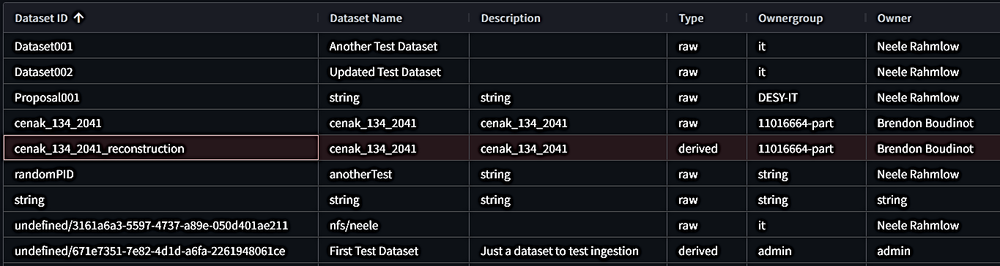 Dataset ID ↑ Dataset Name Description Type Ownergroup Owner
Dataset001 Another Test Dataset raw it Neele Rahmlow
Dataset002 Updated Test Dataset raw it Neele Rahmlow
Proposal001 string string raw DESY-IT Neele Rahmlow
cenak_134_2041 cenak_134_2041 cenak_134_2041 raw 11016664-part Brendon Boudinot
cenak_134_2041_reconstruction cenak_134_2041 cenak_134_2041 derived 11016664-part Brendon Boudinot
randomPID anotherTest string raw string Neele Rahmlow
string string string raw string string
undefined/3161a6a3-5597-4737-a89e-050d401ae211 nfs/neele raw it Neele Rahmlow
undefined/671e7351-7e82-4d1d-a6fa-2261948061ce First Test Dataset Just a dataset to test ingestion derived admin admin